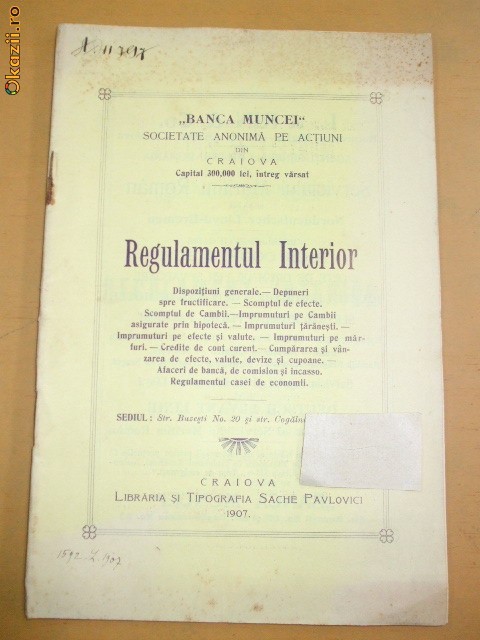 Okazii.ro
„BANCA MUNCEI“
SOCIETATE ANONIMĂ PE ACȚIUNI
DIN
CRAIOVA
Capital 300,000 lei, întreg vărsat
Regulamentul Interior
Dispozițiuni generale.— Depuneri
spre fructificare. — Scomptul de efecte.
Scomptul de Cambii.—Imprumuturi pe Cambii
asigurate prin hipotecă. — Imprumuturi țărănești. —
Imprumuturi pe efecte și valute. — Imprumuturi pe măr-
furi. — Credite de cont curent. — Cumpărarea și vân-
zarea de efecte, valute, devize și cupoane. —
Afaceri de bancă, de comision și incasso.
Regulamentul casei de economii.
SEDIUL : Str. Buzești No. 20 și str. Cogălni
CRAIOVA
LIBRĂRIA ȘI TIPOGRAFIA SACHE PAVLOVICI
1907.
1592 L. 1907